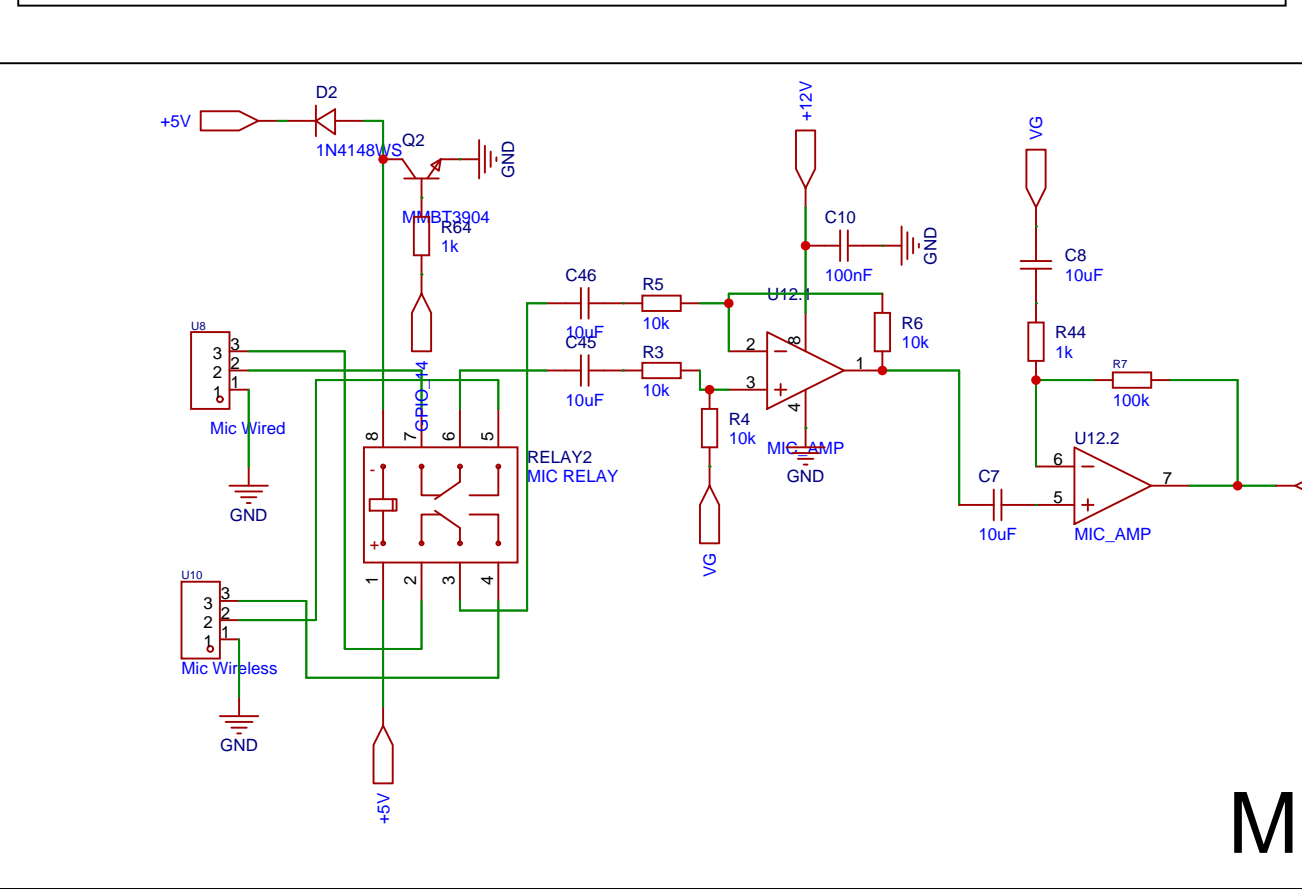 D2
+5V
1N4148WS
Q2
GND
MMBT3904
R64
1k
GPIO_14
+12V
C10
100nF
GND
VG
C8
10uF
R44
1k
R7
100k
C46
10uF
R5
10k
C45
10uF
R3
10k
U12.1
R6
10k
2
3
8
4
1
MIC_AMP
GND
R4
10k
VG
U8
3 3
2 2
1 1
Mic Wired
GND
8 7 6 5
RELAY2
MIC RELAY
-
+
1 2 3 4
C7
10uF
U12.2
6
5
7
MIC_AMP
U10
3 3
2 2
1 1
Mic Wireless
GND
+5V
M